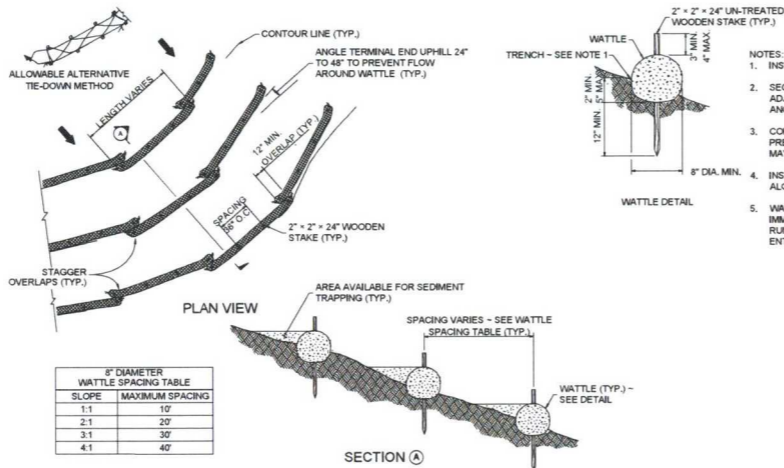 ALLOWABLE ALTERNATIVE
TIE-DOWN METHOD
CONTOUR LINE (TYP.)
ANGLE TERMINAL END UPHILL 24"
TO 48" TO PREVENT FLOW
AROUND WATTLE (TYP.)
LENGTH VARIES
A
12" MIN.
OVERLAP (TYP.)
SPACING
36" O.C.
2" × 2" × 24" WOODEN
STAKE (TYP.)
STAGGER
OVERLAPS (TYP.)
PLAN VIEW
2" × 2" × 24" UN-TREATED
WOODEN STAKE (TYP.)
WATTLE
TRENCH ~ SEE NOTE 1
3" MIN.
4" MAX.
2" MIN.
5" MAX.
12" MIN.
8" DIA. MIN.
WATTLE DETAIL
NOTES:
1. INS
2. SEC
ADJ
ANG
3. CO
PRE
MA
4. INS
ALO
5. WA
IMM
RUN
ENT
AREA AVAILABLE FOR SEDIMENT
TRAPPING (TYP.)
SPACING VARIES ~ SEE WATTLE
SPACING TABLE (TYP.)
WATTLE (TYP.) ~
SEE DETAIL
SECTION A
8" DIAMETER
WATTLE SPACING TABLE
SLOPE MAXIMUM SPACING
1:1 10'
2:1 20'
3:1 30'
4:1 40'